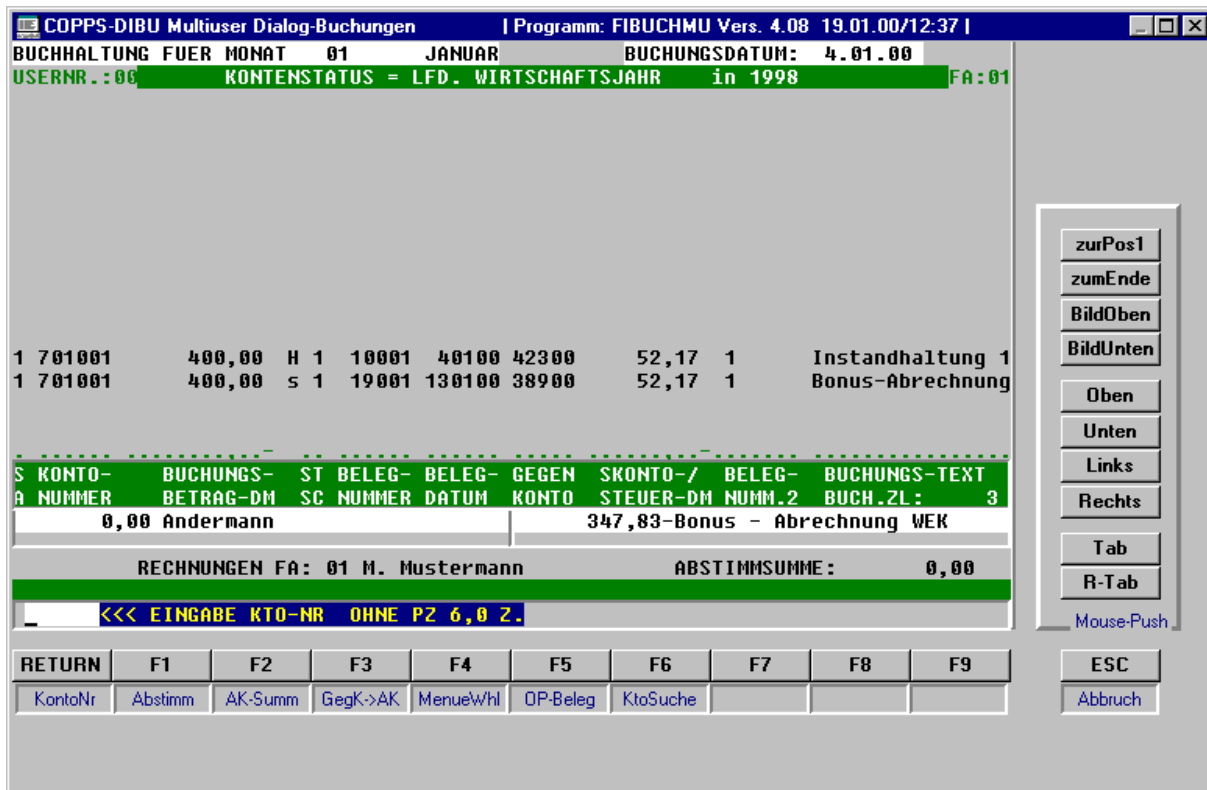 COPPS-DIBU Multiuser Dialog-Buchungen | Programm: FIBUCHMU Vers. 4.08 19.01.00/12:37 |
BUCHHALTUNG FUER MONAT 01 JANUAR BUCHUNGSDATUM: 4.01.00
USERNR.:00 KONTENSTATUS = LFD. WIRTSCHAFTSJAHR in 1998 FA:01
zurPos1
zumEnde
BildOben
BildUnten
1 701001 400,00 H 1 10001 40100 42300 52,17 1 Instandhaltung 1
1 701001 400,00 s 1 19001 130100 38900 52,17 1 Bonus-Abrechnung
Oben
Unten
Links
Rechts
S KONTO- BUCHUNGS- ST BELEG- BELEG- GEGEN SKONTO-/ BELEG- BUCHUNGS-TEXT
A NUMMER BETRAG-DM SC NUMMER DATUM KONTO STEUER-DM NUMM.2 BUCH.ZL: 3
0,00 Andermann 347,83-Bonus - Abrechnung WEK
Tab
R-Tab
Mouse-Push
RECHNUNGEN FA: 01 M. Mustermann ABSTIMMSUMME: 0,00
_ <<< EINGABE KTO-NR OHNE PZ 6,0 Z.
RETURN F1 F2 F3 F4 F5 F6 F7 F8 F9 ESC
KontoNr Abstimm AK-Summ GegK->AK MenueWhl OP-Beleg KtoSuche Abbruch